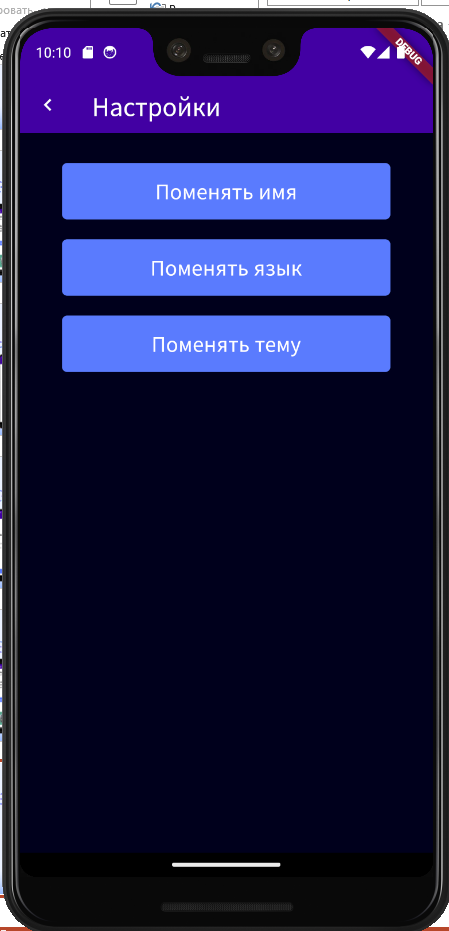 10:10
DEBUG
Настройки
Поменять имя
Поменять язык
Поменять тему